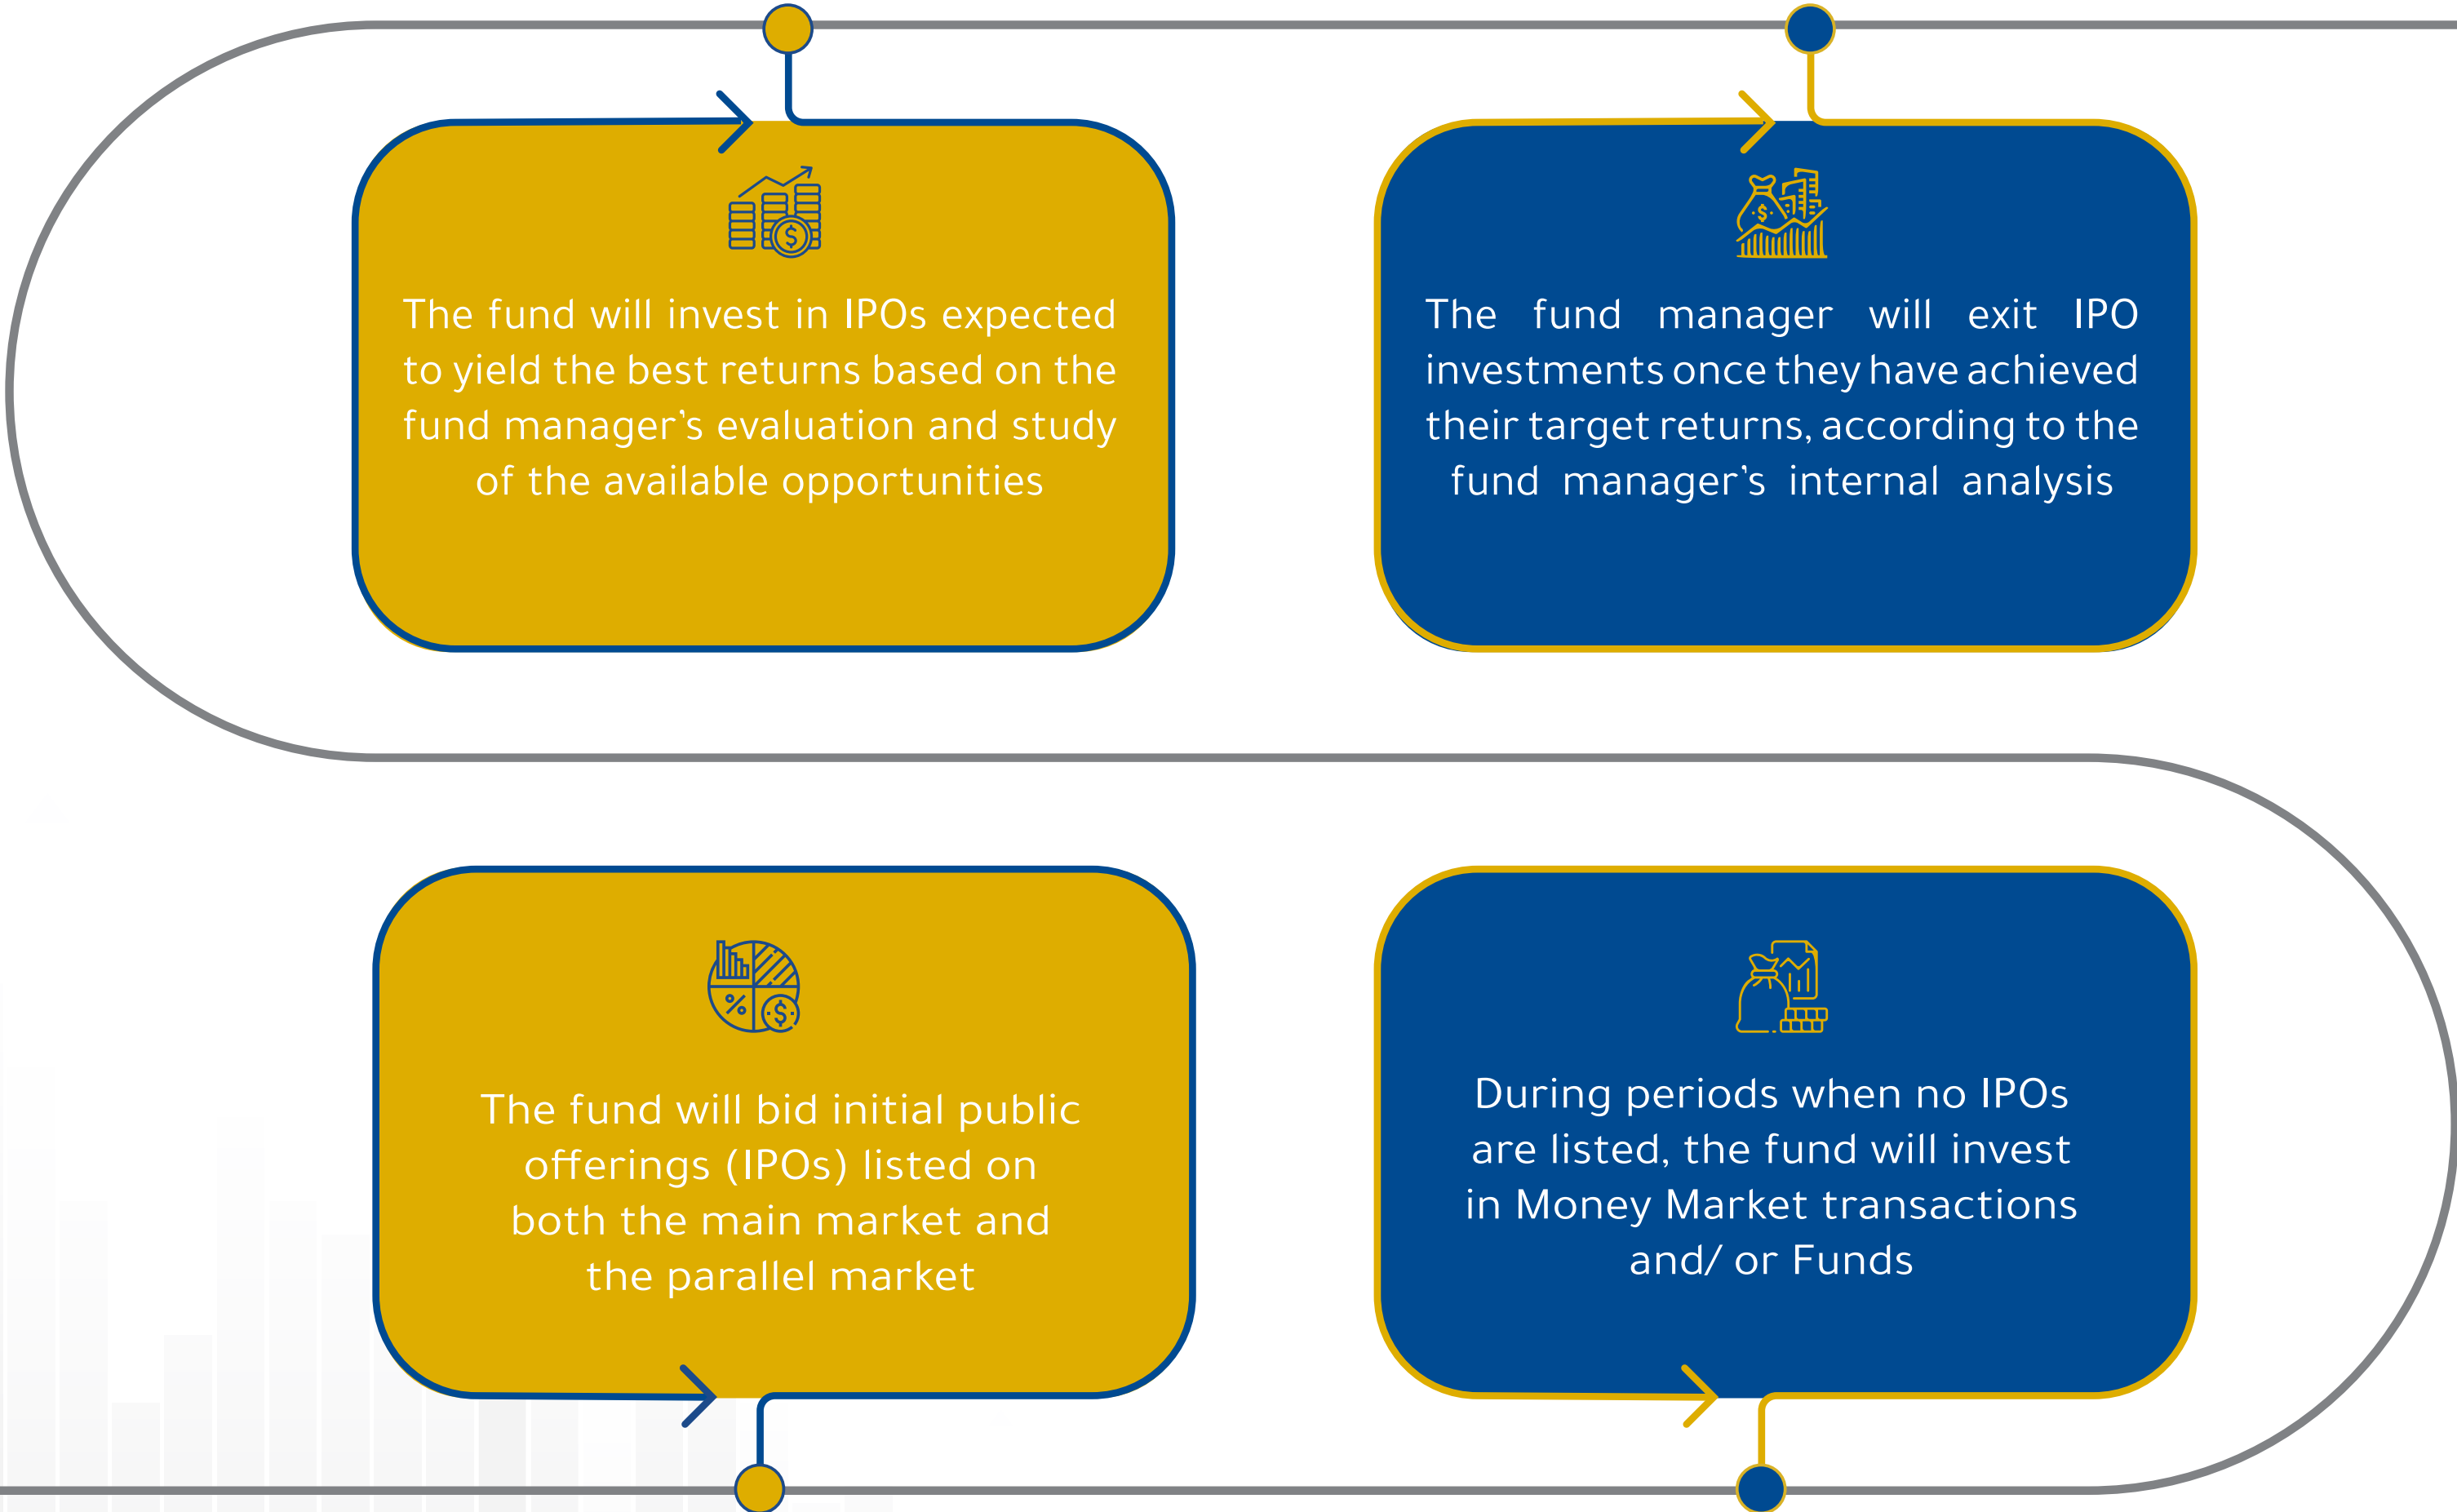 The fund will invest in IPOs expected
to yield the best returns based on the
fund manager's evaluation and study
of the available opportunities
The fund manager will exit IPO
investments once they have achieved
their target returns, according to the
fund manager's internal analysis
The fund will bid initial public
offerings (IPOs) listed on
both the main market and
the parallel market
During periods when no IPOs
are listed, the fund will invest
in Money Market transactions
and/ or Funds